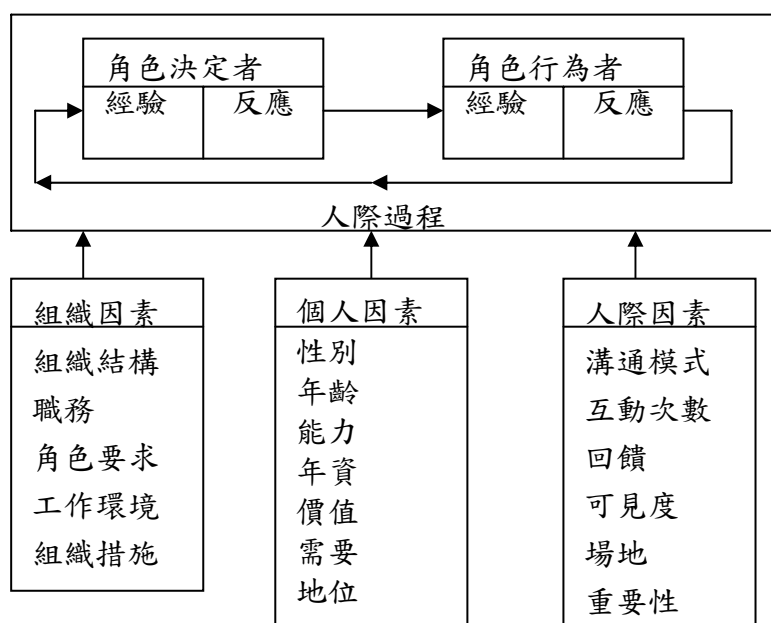 角色決定者
經驗 反應
角色行為者
經驗 反應
人際過程
組織因素
組織結構
職務
角色要求
工作環境
組織措施
個人因素
性別
年齡
能力
年資
價值
需要
地位
人際因素
溝通模式
互動次數
回饋
可見度
場地
重要性